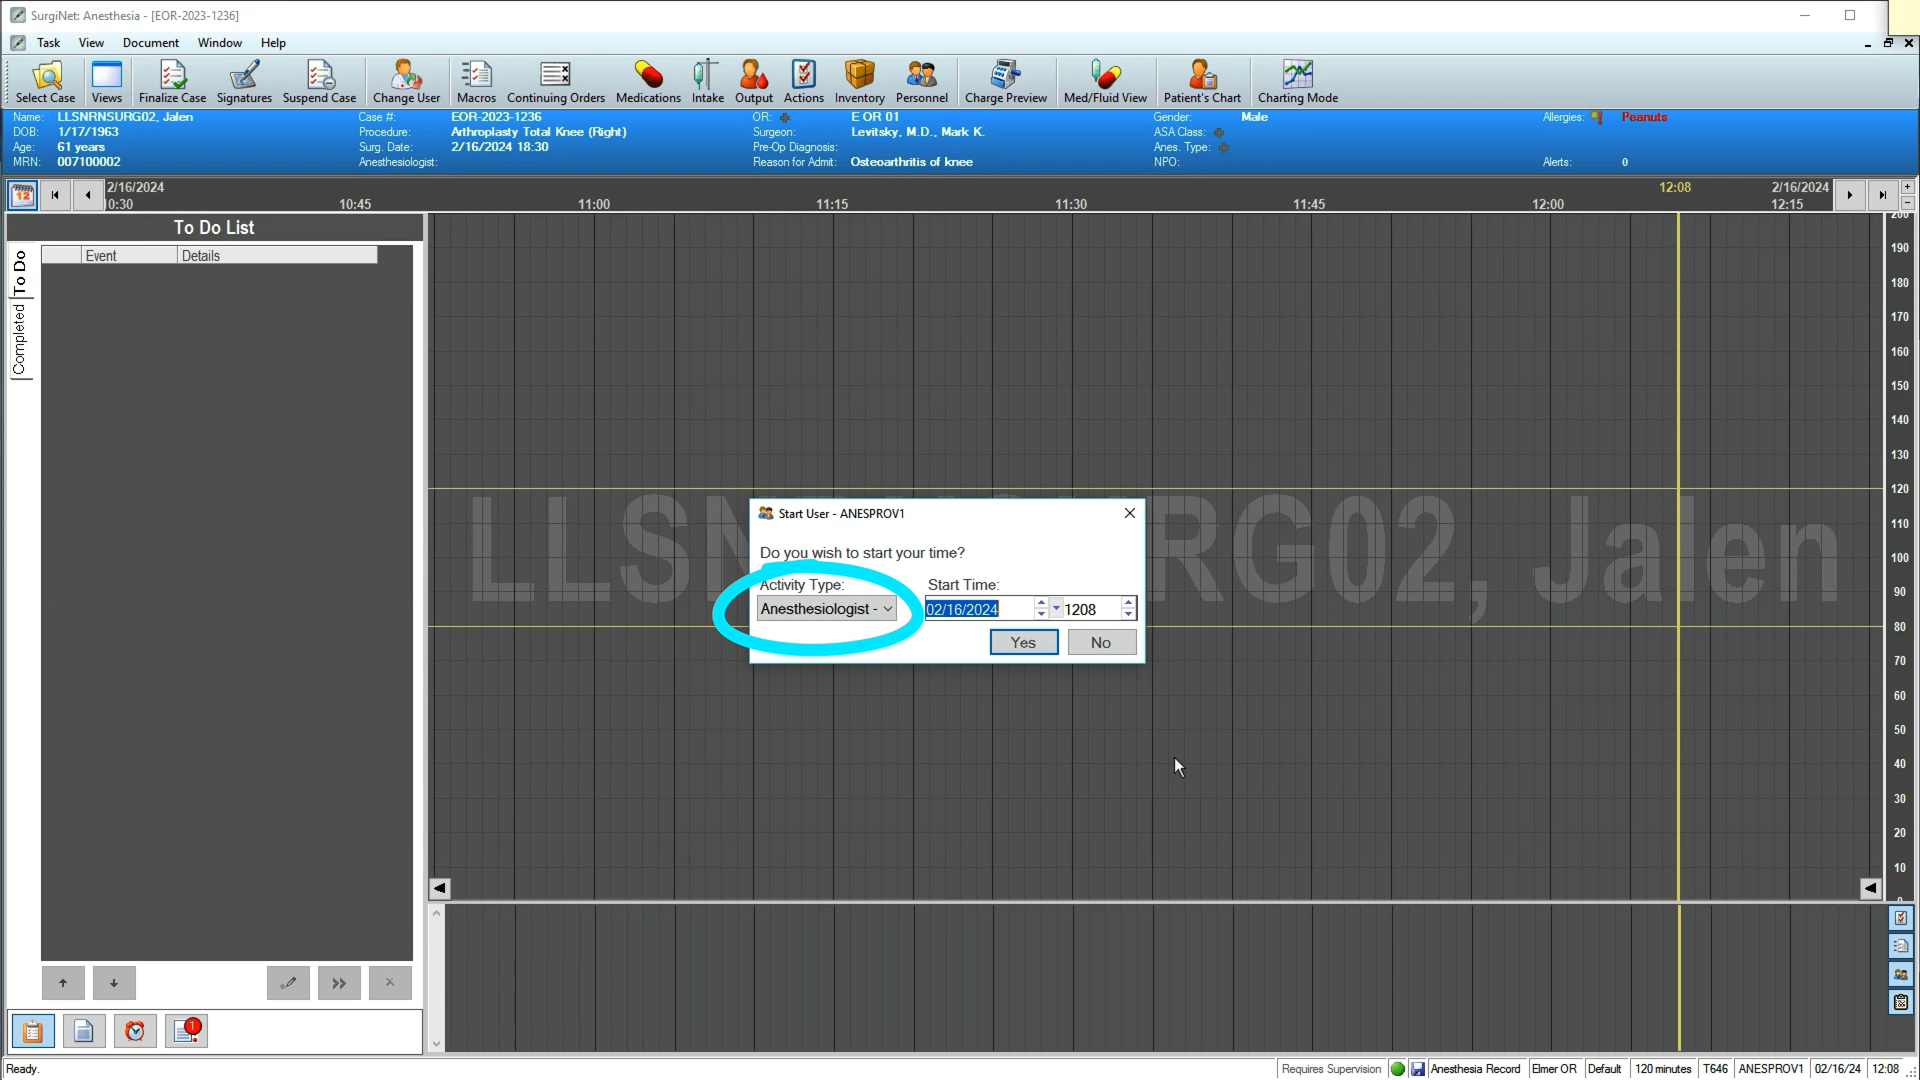 SurgiNet: Anesthesia - [EOR-2023-1236]
Task View Document Window Help
Select Case Views Finalize Case Signatures Suspend Case Change User Macros Continuing Orders Medications Intake Output Actions Inventory Personnel Charge Preview Med/Fluid View Patient's Chart Charting Mode
Name: LLSNRNSURG02, Jalen Case #: EOR-2023-1236 OR: E OR 01 Gender: Male Allergies: Peanuts
DOB: 1/17/1963 Procedure: Arthroplasty Total Knee (Right) Surgeon: Levitsky, M.D., Mark K. ASA Class:
Age: 61 years Surg. Date: 2/16/2024 18:30 Pre-Op Diagnosis: Anes. Type:
MRN: 007100002 Anesthesiologist: Reason for Admit: Osteoarthritis of knee NPO: Alerts: 0
12 2/16/2024 12:08 2/16/2024
0:30 10:45 11:00 11:15 11:30 11:45 12:00 12:15
To Do List
Event Details
To Do
Completed
200
190
180
170
160
150
140
130
120
110
100
90
80
70
60
50
40
30
20
10
0
Start User - ANESPROV1
Do you wish to start your time?
Activity Type: Start Time:
Anesthesiologist - 02/16/2024 1208
Yes No
RG02, Jalen
1
Ready. Requires Supervision Anesthesia Record Elmer OR Default 120 minutes T646 ANESPROV1 02/16/24 12:08